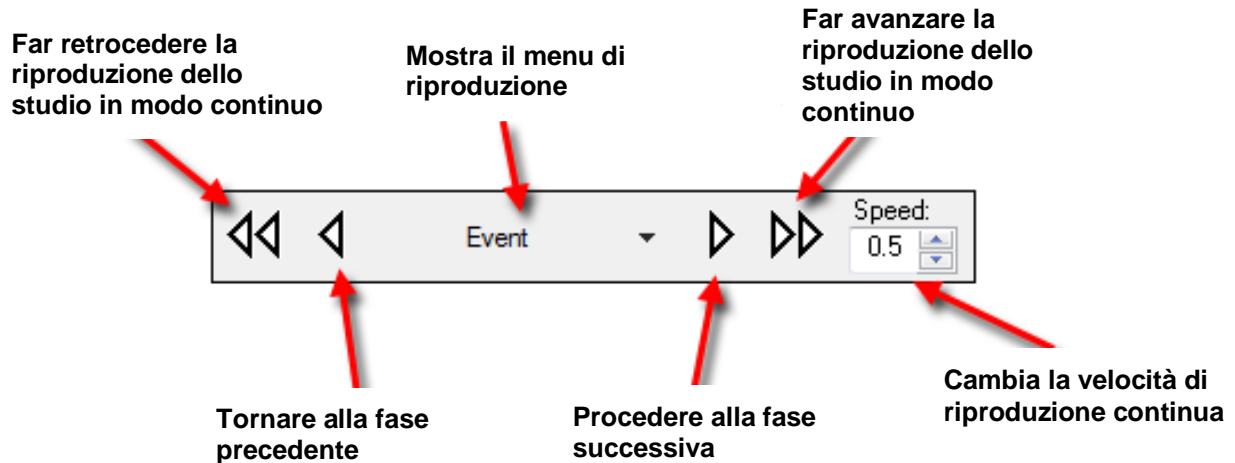 Far retrocedere la
riproduzione dello
studio in modo continuo
Mostra il menu di
riproduzione
Far avanzare la
riproduzione dello
studio in modo
continuo
Event
Speed:
0.5
Tornare alla fase
precedente
Procedere alla fase
successiva
Cambia la velocità di
riproduzione continua